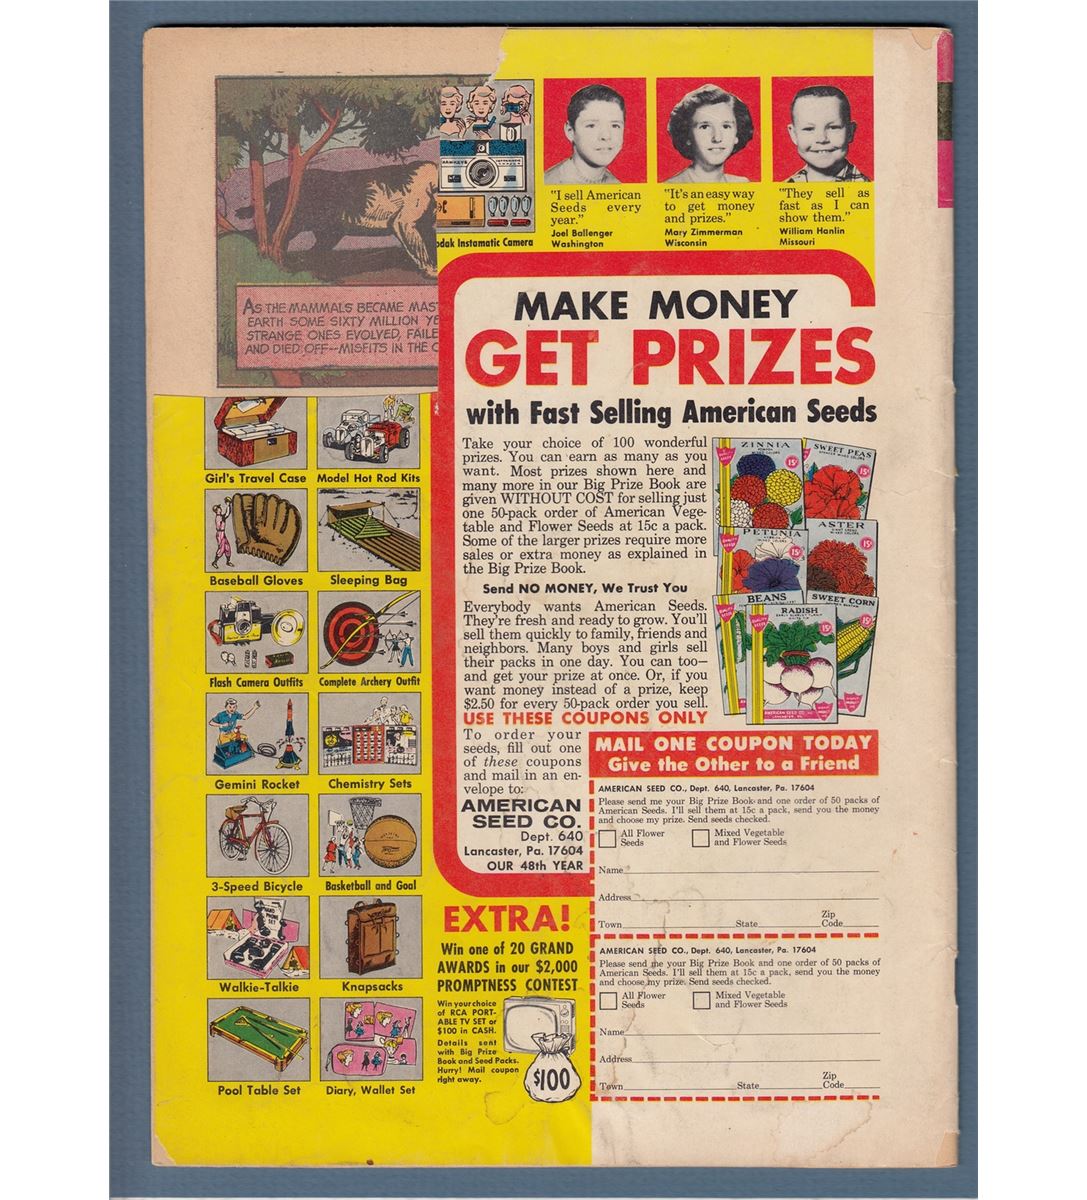 AS THE MAMMALS BECAME MAST
EARTH SOME SIXTY MILLION YE
STRANGE ONES EVOLVED, FAILE
AND DIED OFF—MISFITS IN THE C
HAWKEYE
INSTAMATIC
dak Instamatic Camera
"I sell American
Seeds every
year."
Joel Ballenger
Washington
"It's an easy way
to get money
and prizes."
Mary Zimmerman
Wisconsin
"They sell as
fast as I can
show them."
William Hanlin
Missouri
MAKE MONEY
GET PRIZES
with Fast Selling American Seeds
Take your choice of 100 wonderful
prizes. You can earn as many as you
want. Most prizes shown here and
many more in our Big Prize Book are
given WITHOUT COST for selling just
one 50-pack order of American Vege-
table and Flower Seeds at 15c a pack.
Some of the larger prizes require more
sales or extra money as explained in
the Big Prize Book.
Send NO MONEY, We Trust You
Everybody wants American Seeds.
They're fresh and ready to grow. You'll
sell them quickly to family, friends and
neighbors. Many boys and girls sell
their packs in one day. You can too—
and get your prize at once. Or, if you
want money instead of a prize, keep
$2.50 for every 50-pack order you sell.
USE THESE COUPONS ONLY
To order your
seeds, fill out one
of these coupons
and mail in an en-
velope to:
AMERICAN
SEED CO.
Dept. 640
Lancaster, Pa. 17604
OUR 48th YEAR
ZINNIA
15¢
SWEET PEAS
15¢
PETUNIA
15¢
ASTER
15¢
BEANS
SWEET CORN
15¢
RADISH
15¢
AMERICAN SEED CO.
LANCASTER, PA.
Girl's Travel Case
Model Hot Rod Kits
Baseball Gloves
Sleeping Bag
Flash Camera Outfits
Complete Archery Outfit
Gemini Rocket
Chemistry Sets
3-Speed Bicycle
Basketball and Goal
HAND
PHONE
SET
Walkie-Talkie
Knapsacks
Pool Table Set
Diary, Wallet Set
EXTRA!
Win one of 20 GRAND
AWARDS in our $2,000
PROMPTNESS CONTEST
Win your choice
of RCA PORT-
ABLE TV SET or
$100 in CASH.
Details sent
with Big Prize
Book and Seed Packs.
Hurry! Mail coupon
right away.
$100
MAIL ONE COUPON TODAY
Give the Other to a Friend
AMERICAN SEED CO., Dept. 640, Lancaster, Pa. 17604
Please send me your Big Prize Book and one order of 50 packs of
American Seeds. I'll sell them at 15c a pack, send you the money
and choose my prize. Send seeds checked.
All Flower
Seeds
Mixed Vegetable
and Flower Seeds
Name
Address
Town State Zip
Code
AMERICAN SEED CO., Dept. 640, Lancaster, Pa. 17604
Please send me your Big Prize Book and one order of 50 packs of
American Seeds. I'll sell them at 15c a pack, send you the money
and choose my prize. Send seeds checked.
All Flower
Seeds
Mixed Vegetable
and Flower Seeds
Name
Address
Town State Zip
Code